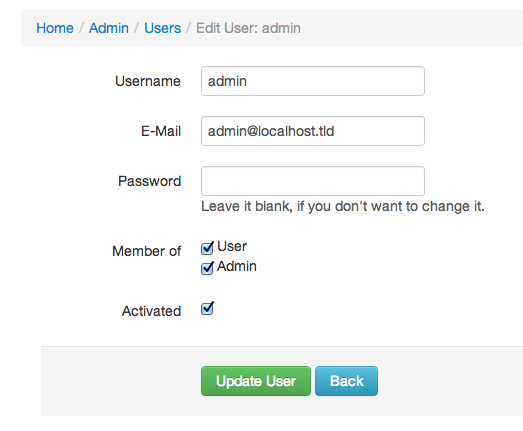 Home / Admin / Users / Edit User: admin
Username admin
E-Mail admin@localhost.tld
Password
Leave it blank, if you don't want to change it.
Member of User
Admin
Activated
Update User Back